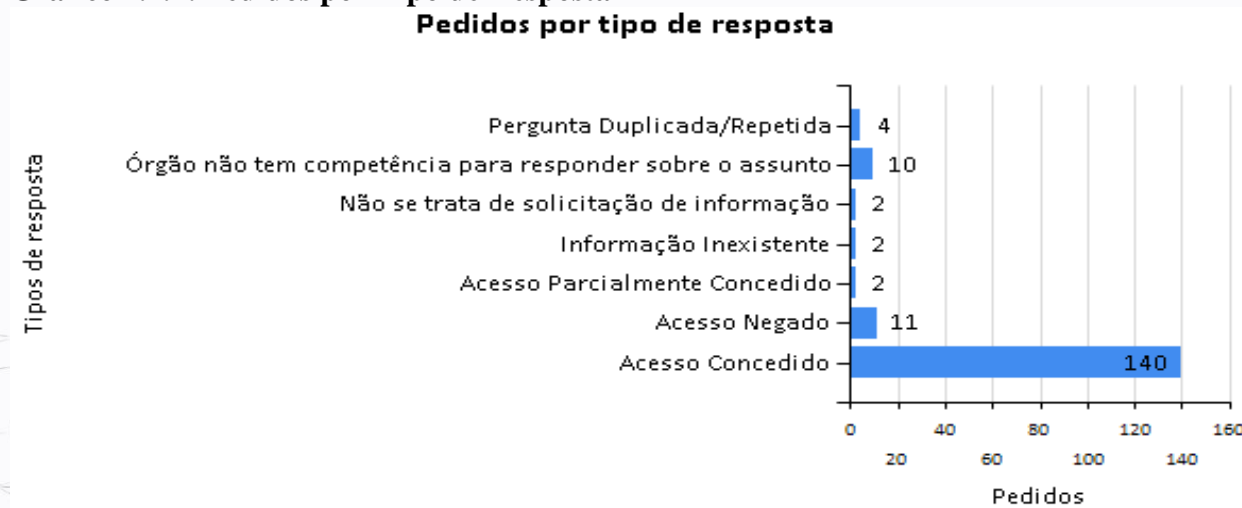 Pedidos por tipo de resposta
Tipos de resposta
Pergunta Duplicada/Repetida 4
Órgão não tem competência para responder sobre o assunto 10
Não se trata de solicitação de informação 2
Informação Inexistente 2
Acesso Parcialmente Concedido 2
Acesso Negado 11
Acesso Concedido 140
0 40 80 120 160
20 60 100 140
Pedidos